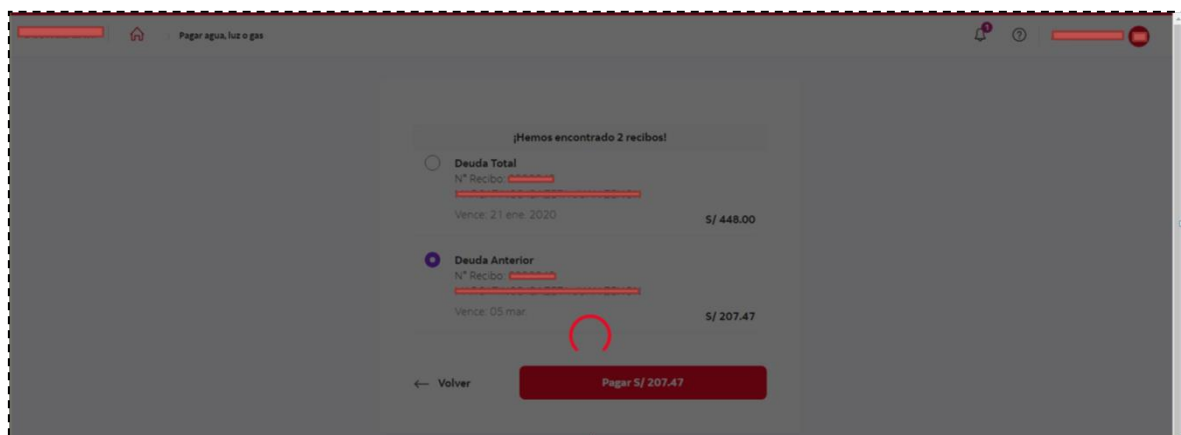 Pagar agua, luz o gas
¡Hemos encontrado 2 recibos!
Deuda Total
N° Recibo:
Vence: 21 ene. 2020
S/ 448.00
Deuda Anterior
N° Recibo:
Vence: 05 mar.
S/ 207.47
← Volver
Pagar S/ 207.47